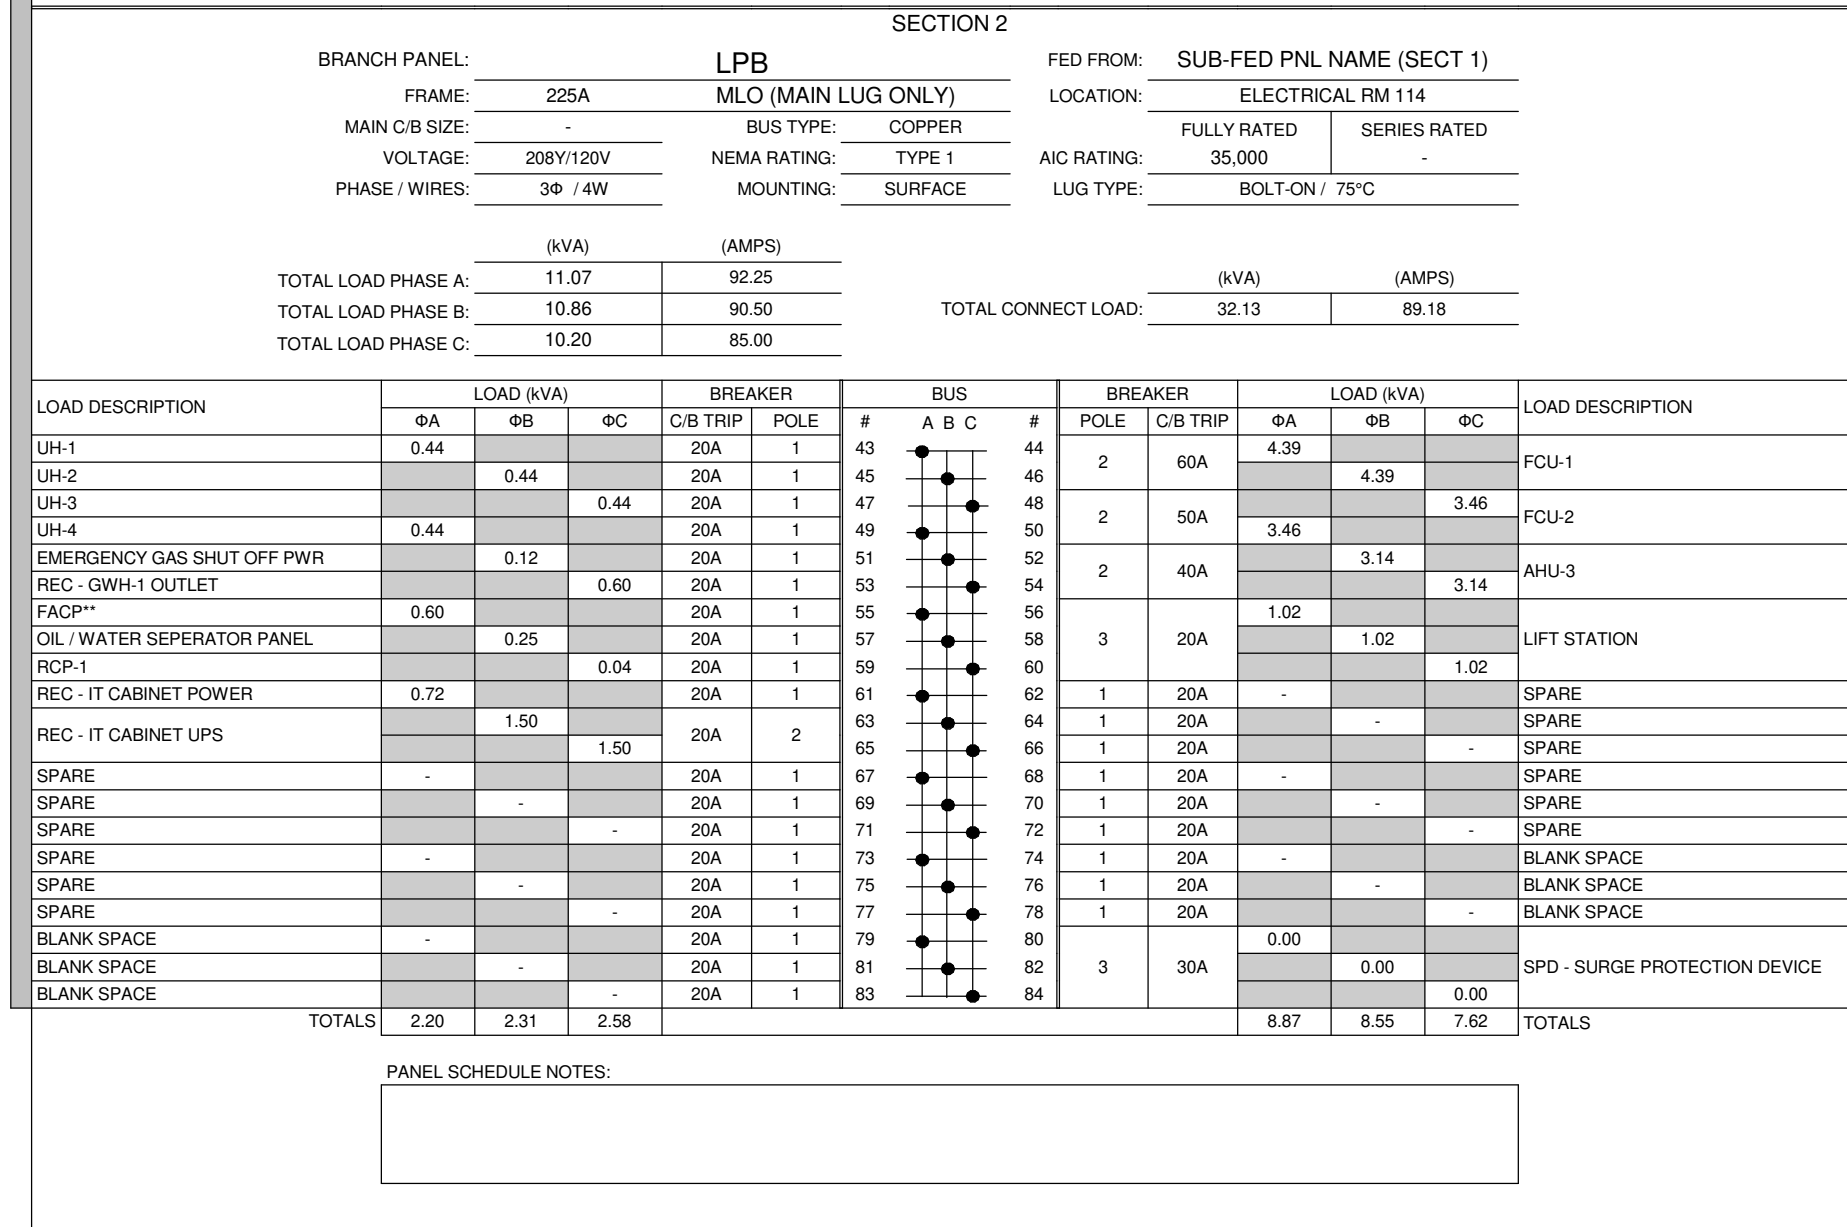 SECTION 2
BRANCH PANEL: LPB FED FROM: SUB-FED PNL NAME (SECT 1)
FRAME: 225A MLO (MAIN LUG ONLY) LOCATION: ELECTRICAL RM 114
MAIN C/B SIZE: - BUS TYPE: COPPER FULLY RATED SERIES RATED
VOLTAGE: 208Y/120V NEMA RATING: TYPE 1 AIC RATING: 35,000 -
PHASE / WIRES: 3Φ / 4W MOUNTING: SURFACE LUG TYPE: BOLT-ON / 75°C
(kVA) (AMPS)
TOTAL LOAD PHASE A: 11.07 92.25 (kVA) (AMPS)
TOTAL LOAD PHASE B: 10.86 90.50 TOTAL CONNECT LOAD: 32.13 89.18
TOTAL LOAD PHASE C: 10.20 85.00
LOAD DESCRIPTION LOAD (kVA) BREAKER BUS BREAKER LOAD (kVA) LOAD DESCRIPTION
ΦA ΦB ΦC C/B TRIP POLE # A B C # POLE C/B TRIP ΦA ΦB ΦC
UH-1 0.44 20A 1 43 44 2 60A 4.39 FCU-1
UH-2 0.44 20A 1 45 46 4.39
UH-3 0.44 20A 1 47 48 2 50A 3.46 FCU-2
UH-4 0.44 20A 1 49 50 3.46
EMERGENCY GAS SHUT OFF PWR 0.12 20A 1 51 52 2 40A 3.14 AHU-3
REC - GWH-1 OUTLET 0.60 20A 1 53 54 3.14
FACP** 0.60 20A 1 55 56 1.02
OIL / WATER SEPERATOR PANEL 0.25 20A 1 57 58 3 20A 1.02 LIFT STATION
RCP-1 0.04 20A 1 59 60 1.02
REC - IT CABINET POWER 0.72 20A 1 61 62 1 20A - SPARE
REC - IT CABINET UPS 1.50 20A 2 63 64 1 20A - SPARE
1.50 65 66 1 20A - SPARE
SPARE - 20A 1 67 68 1 20A - SPARE
SPARE - 20A 1 69 70 1 20A - SPARE
SPARE - 20A 1 71 72 1 20A - SPARE
SPARE - 20A 1 73 74 1 20A - BLANK SPACE
SPARE - 20A 1 75 76 1 20A - BLANK SPACE
SPARE - 20A 1 77 78 1 20A - BLANK SPACE
BLANK SPACE - 20A 1 79 80 0.00
BLANK SPACE - 20A 1 81 82 3 30A 0.00 SPD - SURGE PROTECTION DEVICE
BLANK SPACE - 20A 1 83 84 0.00
TOTALS 2.20 2.31 2.58 8.87 8.55 7.62 TOTALS
PANEL SCHEDULE NOTES: